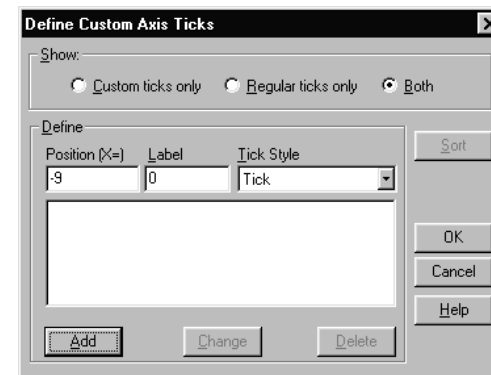 Define Custom Axis Ticks
Show:
Custom ticks only Regular ticks only Both
Define
Position (X=) Label Tick Style
-9 0 Tick
Sort
OK
Cancel
Help
Add Change Delete